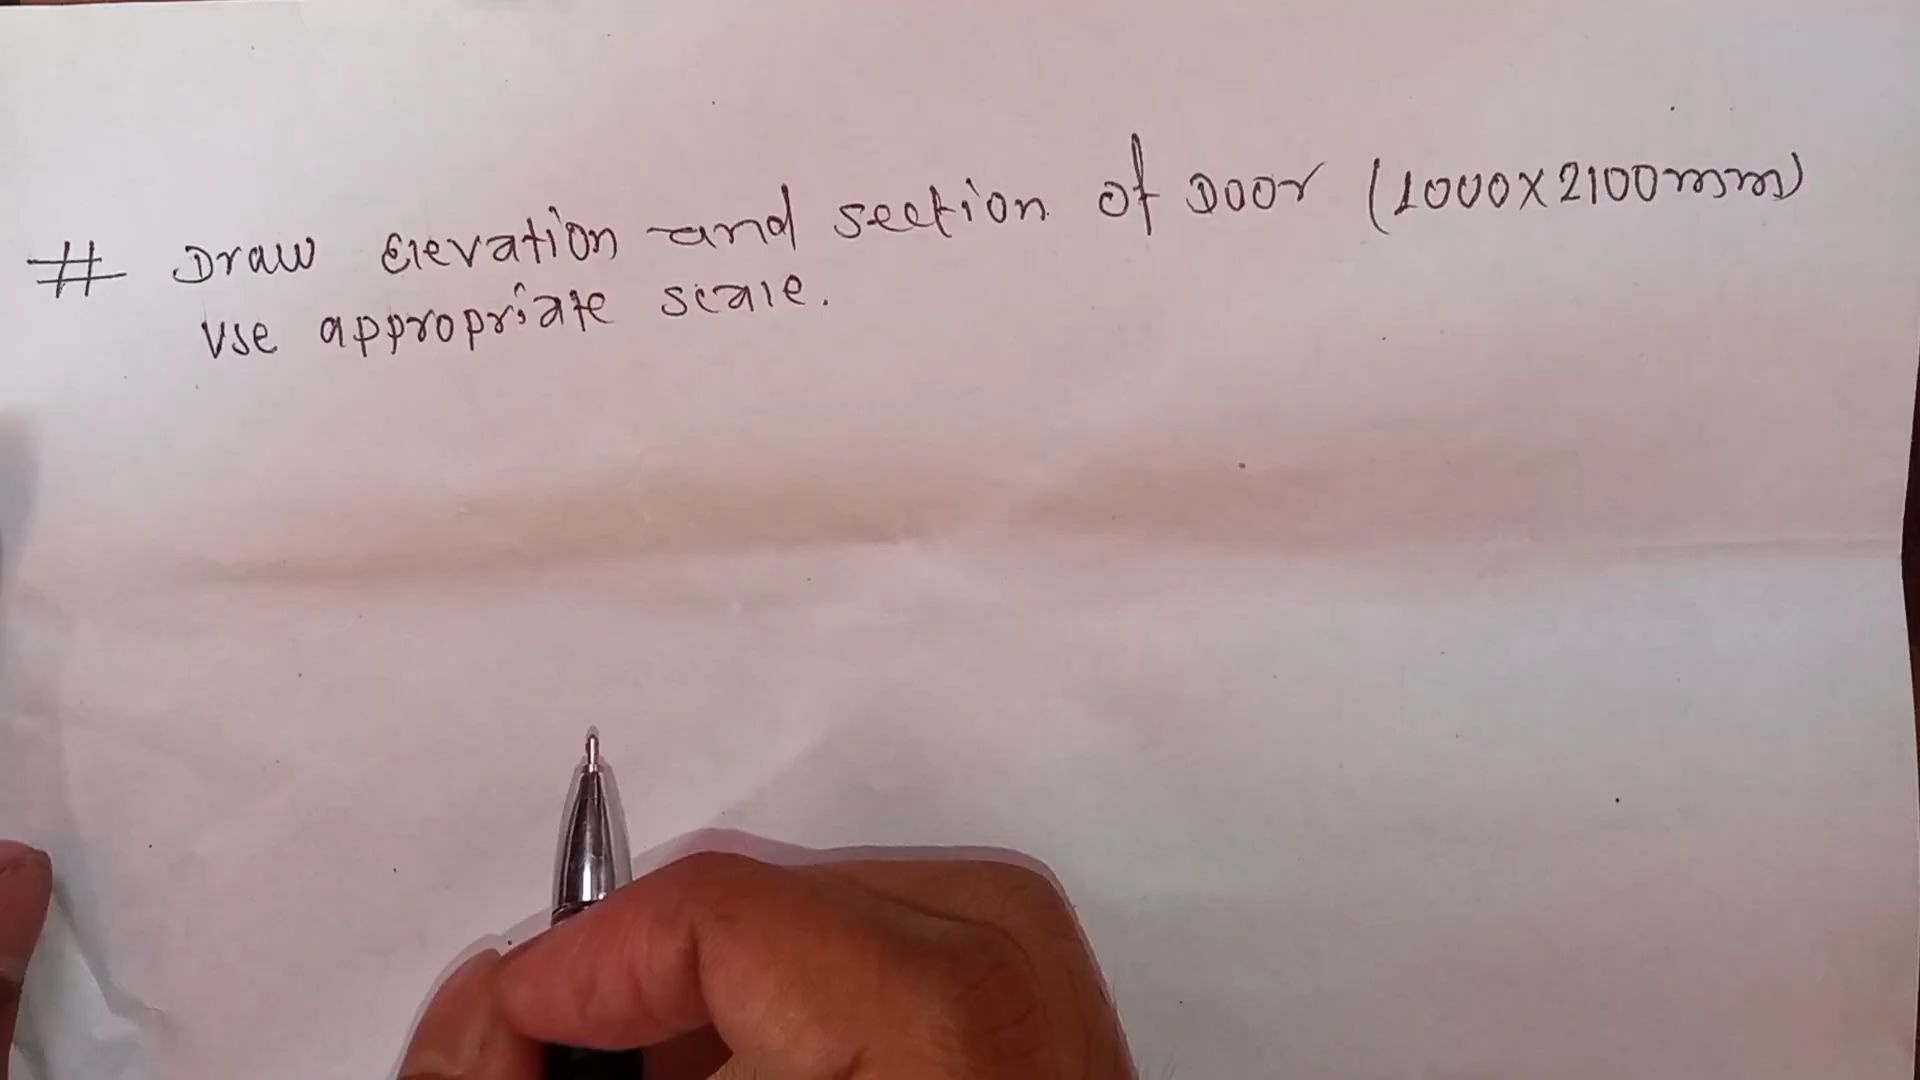 # Draw Elevation and section of Door (1000X2100mm)
Use appropriate scale.